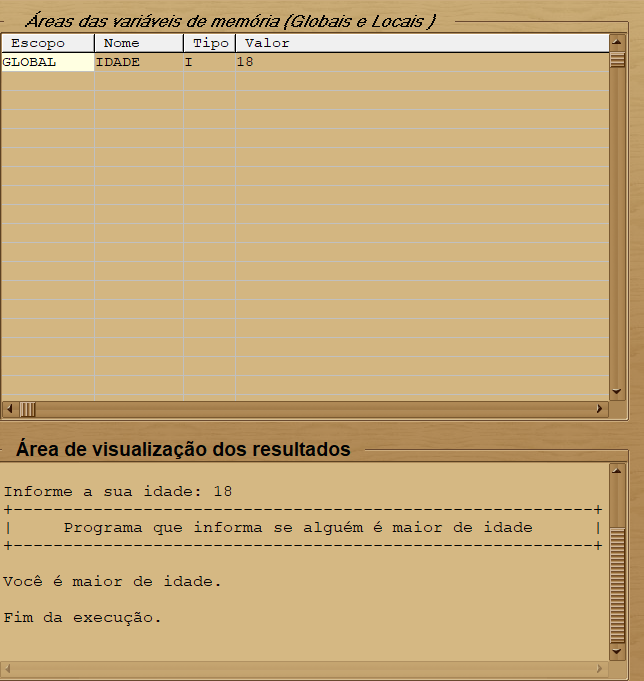 Áreas das variáveis de memória (Globais e Locais )
Escopo Nome Tipo Valor
GLOBAL IDADE I 18
Área de visualização dos resultados
Informe a sua idade: 18
+----------------------------------------------------------+
| Programa que informa se alguém é maior de idade |
+----------------------------------------------------------+
Você é maior de idade.
Fim da execução.